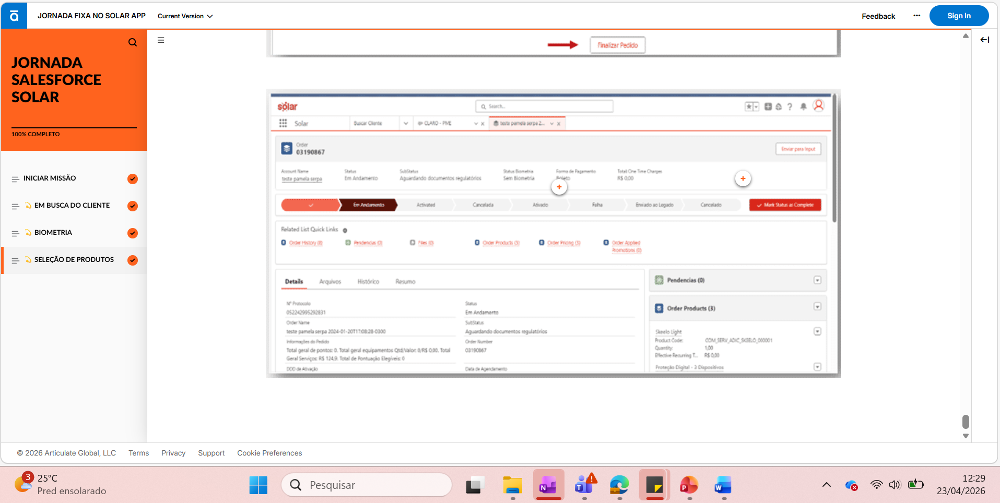 JORNADA FIXA NO SOLAR APP
Current Version
Feedback
Sign In
JORNADA
SALESFORCE
SOLAR
100% COMPLETO
INICIAR MISSÃO
EM BUSCA DO CLIENTE
BIOMETRIA
SELEÇÃO DE PRODUTOS
Finalizar Pedido
solar
Search...
Solar
Buscar Cliente
CLARO - PME
teste pamela serpa 2...
Order
03190867
Enviar para Input
Account Name
Status
SubStatus
Status Biometria
Forma de Pagamento
Total One Time Charges
teste pamela serpa
Em Andamento
Aguardando documentos regulatórios
Sem Biometria
Boleto
R$ 0,00
Em Andamento
Activated
Cancelada
Ativado
Falha
Enviado ao Legado
Cancelado
Mark Status as Complete
Related List Quick Links
Order History (8)
Pendencias (0)
Files (0)
Order Products (3)
Order Pricing (3)
Order Applied
Promotions (0)
Details
Arquivos
Histórico
Resumo
Nº Protocolo
Status
052242995292831
Em Andamento
Order Name
SubStatus
teste pamela serpa 2024-01-20T17:08:28-0300
Aguardando documentos regulatórios
Informações do Pedido
Order Number
Total geral de pontos: 0. Total geral equipamentos Qtd/Valor: 0/R$ 0,00. Total
Geral Serviços: R$ 124,9. Total de Pontuação Elegíveis: 0
03190867
DDD de Ativação
Data de Agendamento
Pendencias (0)
Order Products (3)
Skeelo Light
Product Code:
COM_SERV_ADIC_SKEELO_000001
Quantity:
1,00
Effective Recurring T...
R$ 0,00
Proteção Digital - 3 Dispositivos
© 2026 Articulate Global, LLC
Terms
Privacy
Support
Cookie Preferences
3
25°C
Pred ensolarado
Pesquisar
12:29
23/04/2026